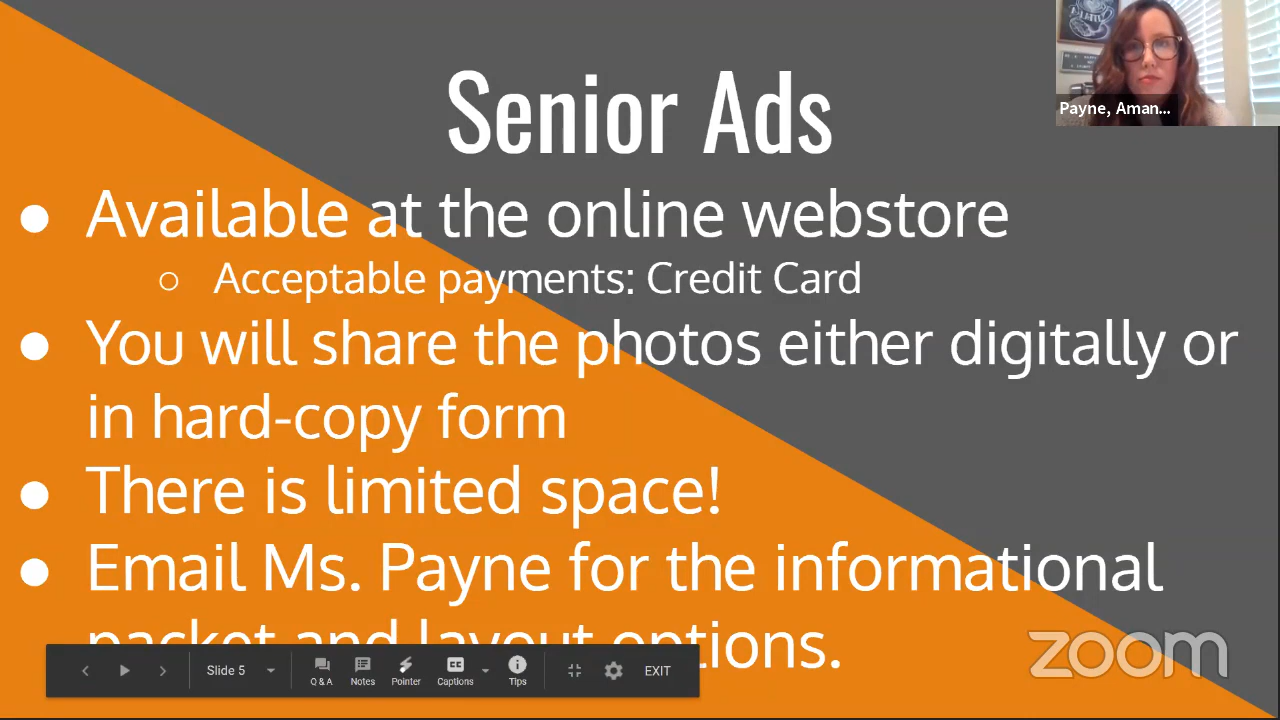 Senior Ads
Payne, Aman...
● Available at the online webstore
○ Acceptable payments: Credit Card
● You will share the photos either digitally or
in hard-copy form
● There is limited space!
● Email Ms. Payne for the informational
packet and layout options.
zoom
Slide 5
Q & A
Notes
Pointer
Captions
Tips
EXIT